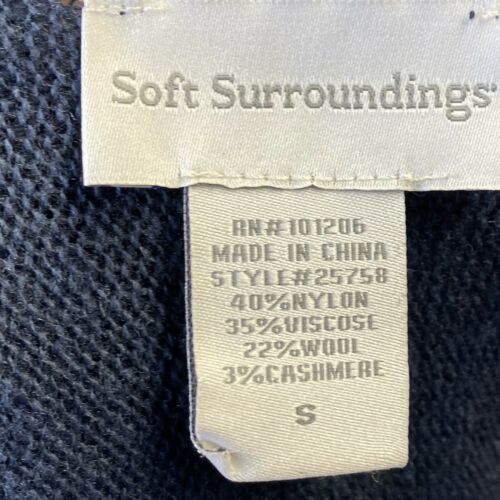 Soft Surroundings
RN#101206
MADE IN CHINA
STYLE#25758
40%NYLON
35%VISCOSE
22%WOOL
3%CASHMERE
S